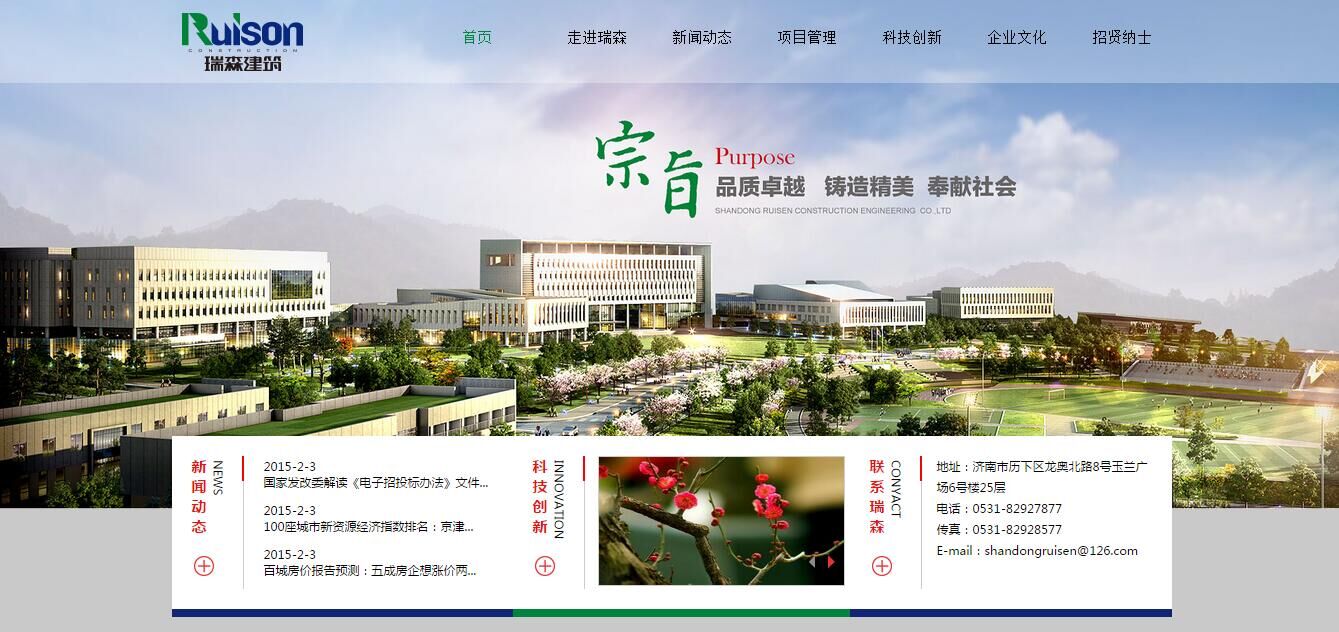 Ruison
CONSTRUCTION
瑞森建筑
首页
走进瑞森
新闻动态
项目管理
科技创新
企业文化
招贤纳士
宗旨
Purpose
品质卓越 铸造精美 奉献社会
SHANDONG RUISEN CONSTRUCTION ENGINEERING CO.,LTD
新闻动态
NEWS
2015-2-3
国家发改委解读《电子招投标办法》文件...
2015-2-3
100座城市新资源经济指数排名：京津...
2015-2-3
百城房价报告预测：五成房企想涨价两...
科技创新
INNOVATION
联系瑞森
CONYACT
地址：济南市历下区龙奥北路8号玉兰广
场6号楼25层
电话：0531-82927877
传真：0531-82928577
E-mail：shandongruisen@126.com